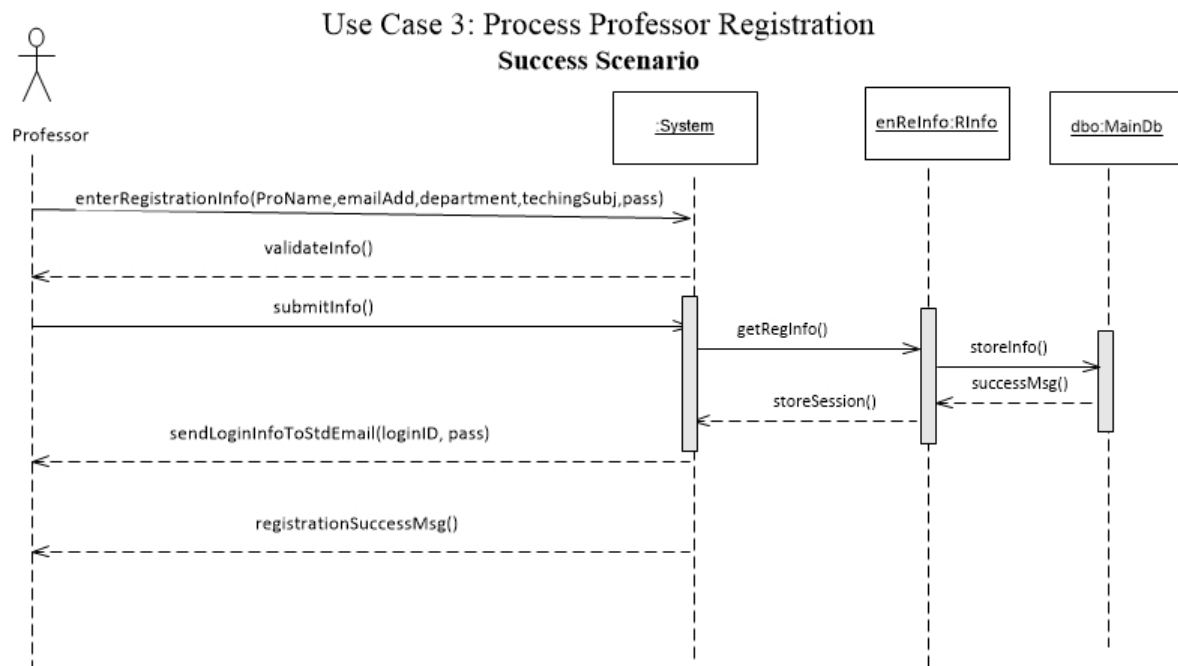 Use Case 3: Process Professor Registration
Success Scenario
Professor
:System
enReInfo:RInfo
dbo:MainDb
enterRegistrationInfo(ProName,emailAdd,department,techingSubj,pass)
validateInfo()
submitInfo()
getRegInfo()
storeInfo()
successMsg()
storeSession()
sendLoginInfoToStdEmail(loginID, pass)
registrationSuccessMsg()